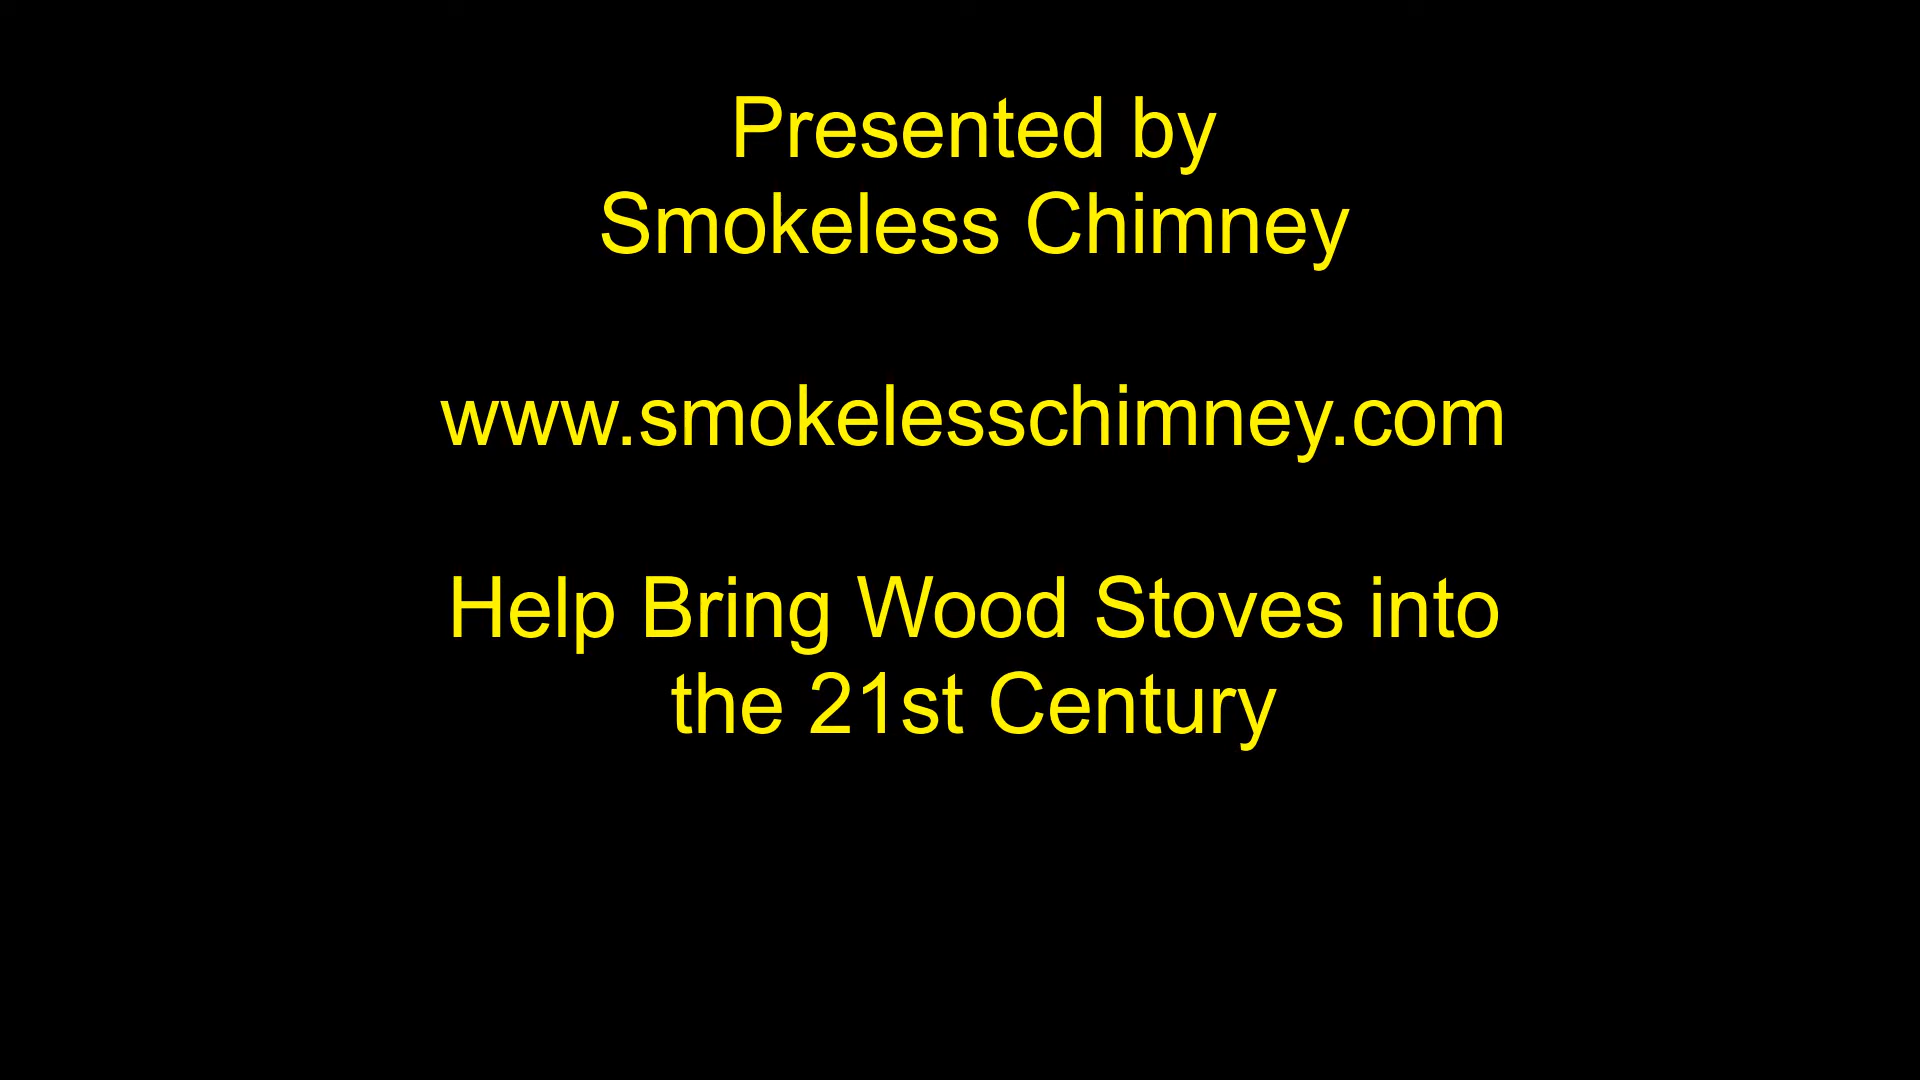 Presented by
Smokeless Chimney
www.smokelesschimney.com
Help Bring Wood Stoves into
the 21st Century